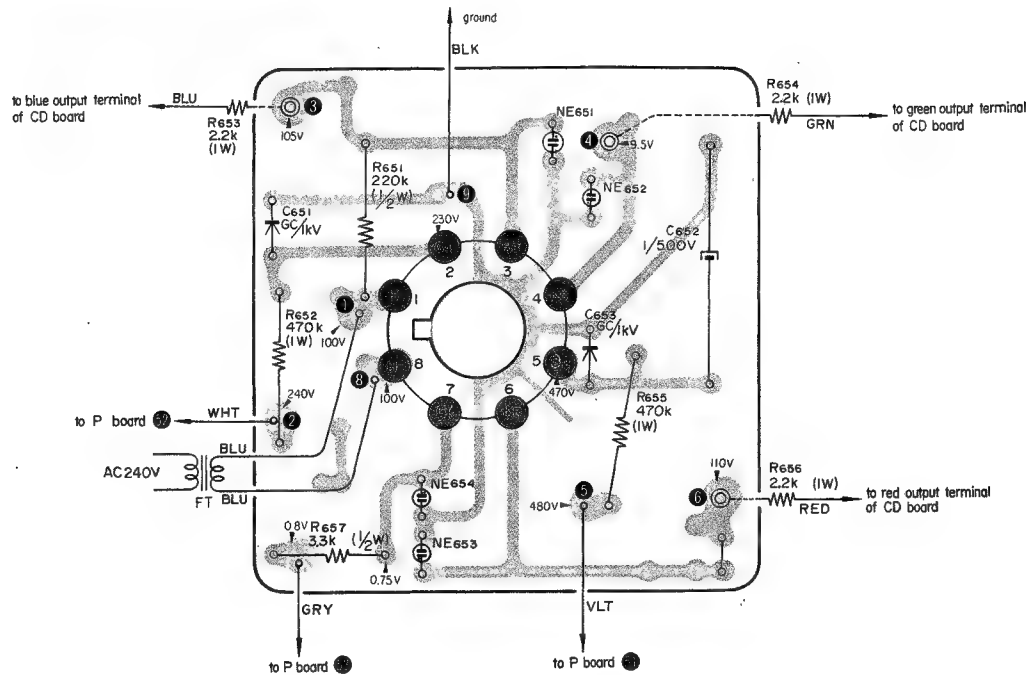 ground
BLK
to blue output terminal
of CD board
BLU
R653
2.2k
(1W)
3
105V
NE651
4
9.5V
R654
2.2k (1W)
GRN
to green output terminal
of CD board
R651
220k
(1/2W)
9
NE652
C651
GC/1kV
230V
C652
1/500V
2
3
1
4
1
100V
R652
470k
(1W)
C653
GC/1kV
8
5
8
100V
470V
7
6
R655
470k
(1W)
240V
to P board
WHT
2
BLU
AC240V
FT
BLU
NE654
5
480V
110V
6
R656
2.2k (1W)
RED
to red output terminal
of CD board
0.8V
R657
3.3k (1/2W)
NE653
0.75V
GRY
VLT
to P board
to P board